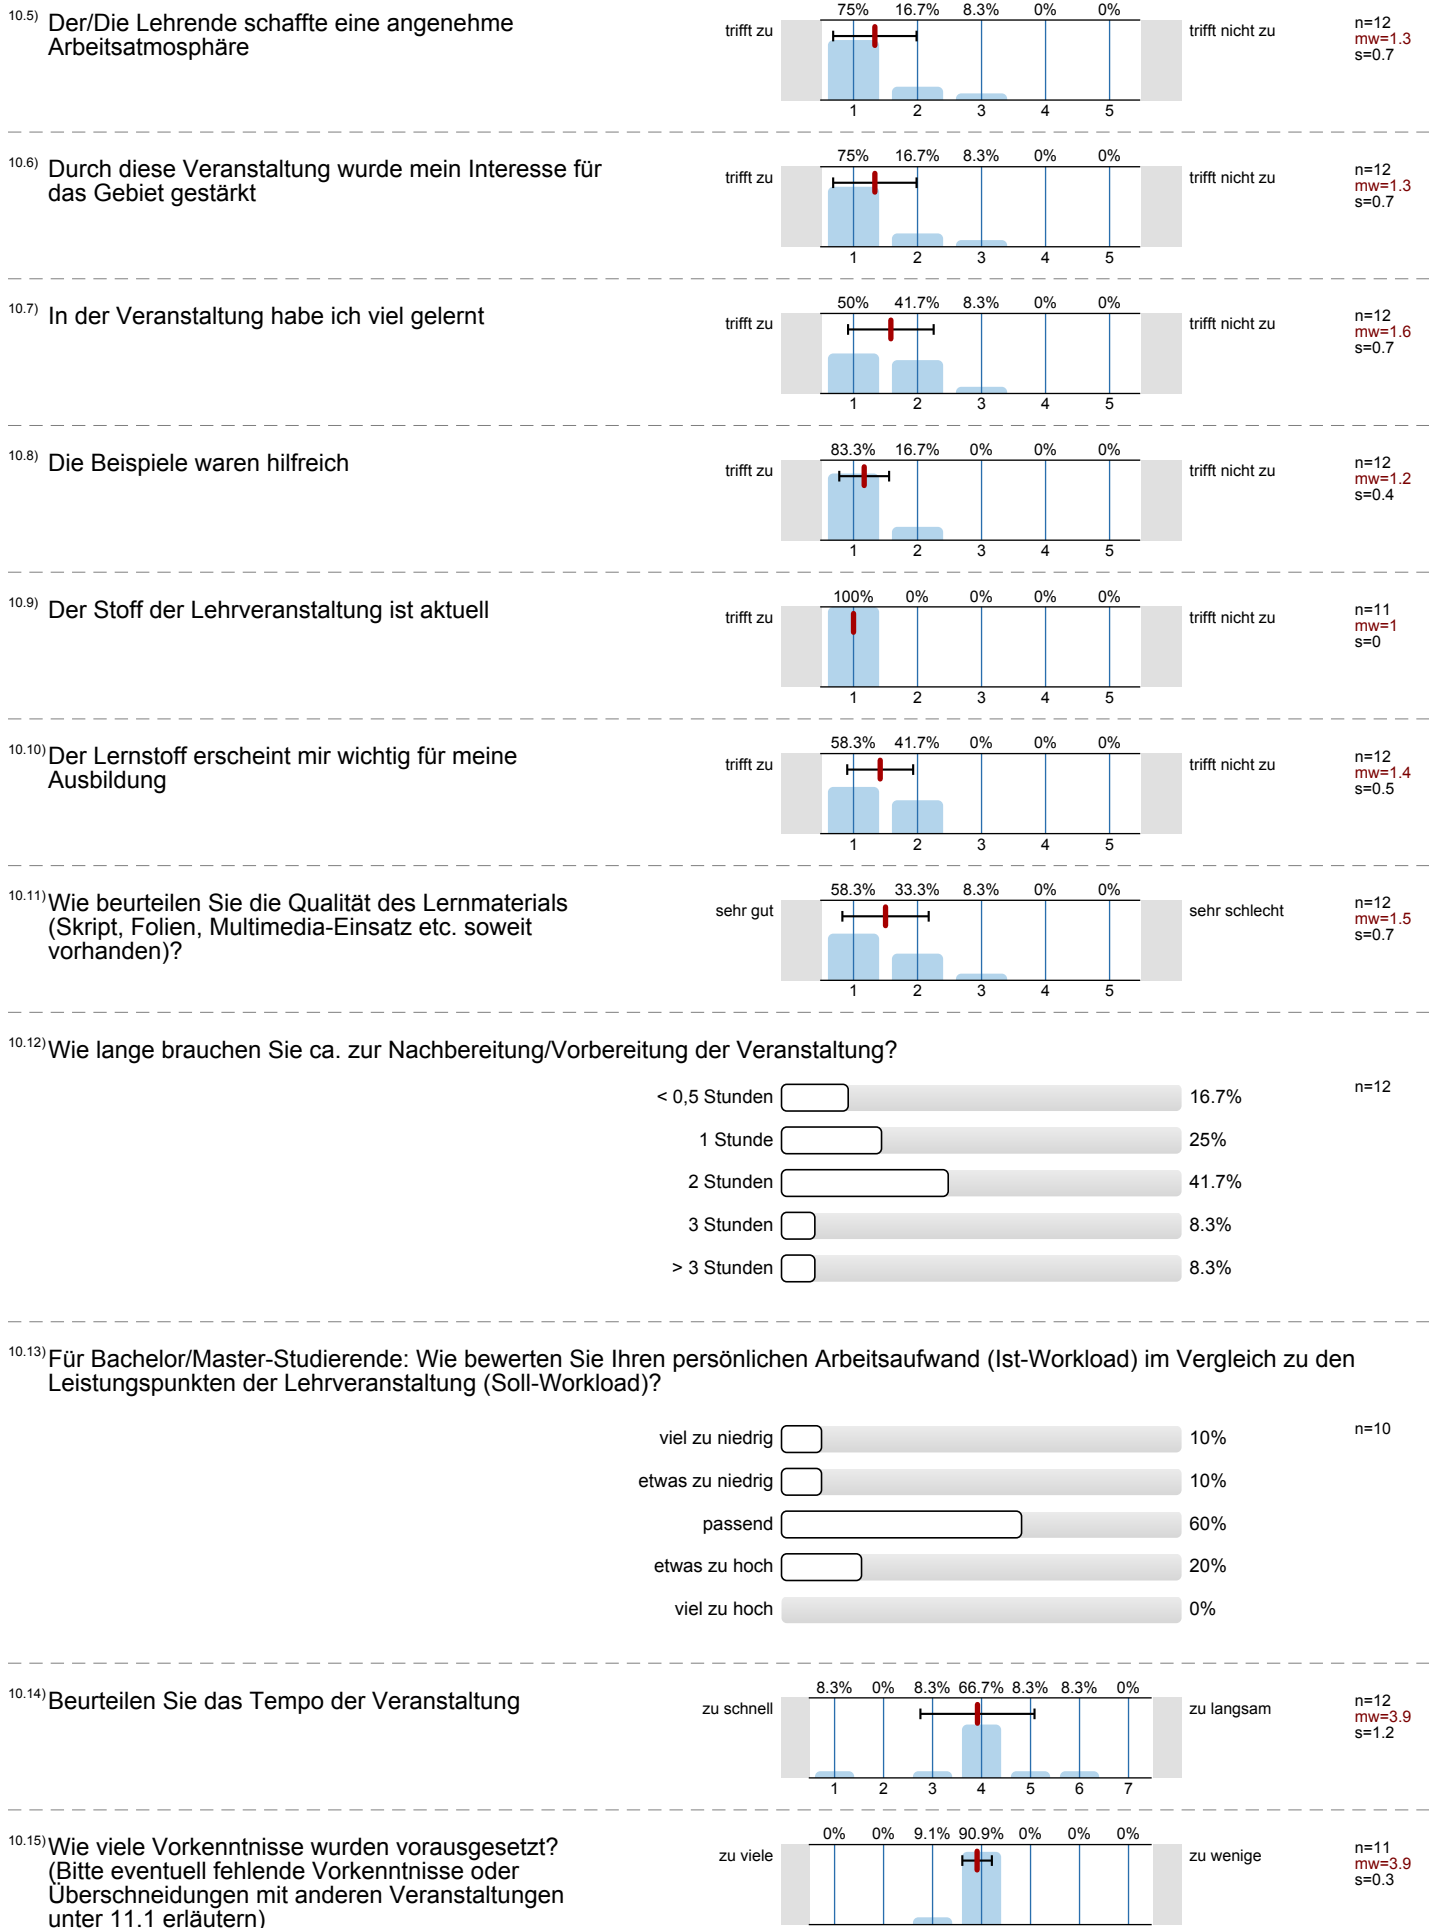 10.5) Der/Die Lehrende schaffte eine angenehme
Arbeitsatmosphäre
75% 16.7% 8.3% 0% 0%
trifft zu
trifft nicht zu
n=12
mw=1.3
s=0.7
1 2 3 4 5
10.6) Durch diese Veranstaltung wurde mein Interesse für
das Gebiet gestärkt
75% 16.7% 8.3% 0% 0%
trifft zu
trifft nicht zu
n=12
mw=1.3
s=0.7
1 2 3 4 5
10.7) In der Veranstaltung habe ich viel gelernt
50% 41.7% 8.3% 0% 0%
trifft zu
trifft nicht zu
n=12
mw=1.6
s=0.7
1 2 3 4 5
10.8) Die Beispiele waren hilfreich
83.3% 16.7% 0% 0% 0%
trifft zu
trifft nicht zu
n=12
mw=1.2
s=0.4
1 2 3 4 5
10.9) Der Stoff der Lehrveranstaltung ist aktuell
100% 0% 0% 0% 0%
trifft zu
trifft nicht zu
n=11
mw=1
s=0
1 2 3 4 5
10.10) Der Lernstoff erscheint mir wichtig für meine
Ausbildung
58.3% 41.7% 0% 0% 0%
trifft zu
trifft nicht zu
n=12
mw=1.4
s=0.5
1 2 3 4 5
10.11) Wie beurteilen Sie die Qualität des Lernmaterials
(Skript, Folien, Multimedia-Einsatz etc. soweit
vorhanden)?
58.3% 33.3% 8.3% 0% 0%
sehr gut
sehr schlecht
n=12
mw=1.5
s=0.7
1 2 3 4 5
10.12) Wie lange brauchen Sie ca. zur Nachbereitung/Vorbereitung der Veranstaltung?
n=12
< 0,5 Stunden 16.7%
1 Stunde 25%
2 Stunden 41.7%
3 Stunden 8.3%
> 3 Stunden 8.3%
10.13) Für Bachelor/Master-Studierende: Wie bewerten Sie Ihren persönlichen Arbeitsaufwand (Ist-Workload) im Vergleich zu den
Leistungspunkten der Lehrveranstaltung (Soll-Workload)?
n=10
viel zu niedrig 10%
etwas zu niedrig 10%
passend 60%
etwas zu hoch 20%
viel zu hoch 0%
10.14) Beurteilen Sie das Tempo der Veranstaltung
8.3% 0% 8.3% 66.7% 8.3% 8.3% 0%
zu schnell
zu langsam
n=12
mw=3.9
s=1.2
1 2 3 4 5 6 7
10.15) Wie viele Vorkenntnisse wurden vorausgesetzt?
(Bitte eventuell fehlende Vorkenntnisse oder
Überschneidungen mit anderen Veranstaltungen
unter 11.1 erläutern)
0% 0% 9.1% 90.9% 0% 0% 0%
zu viele
zu wenige
n=11
mw=3.9
s=0.3